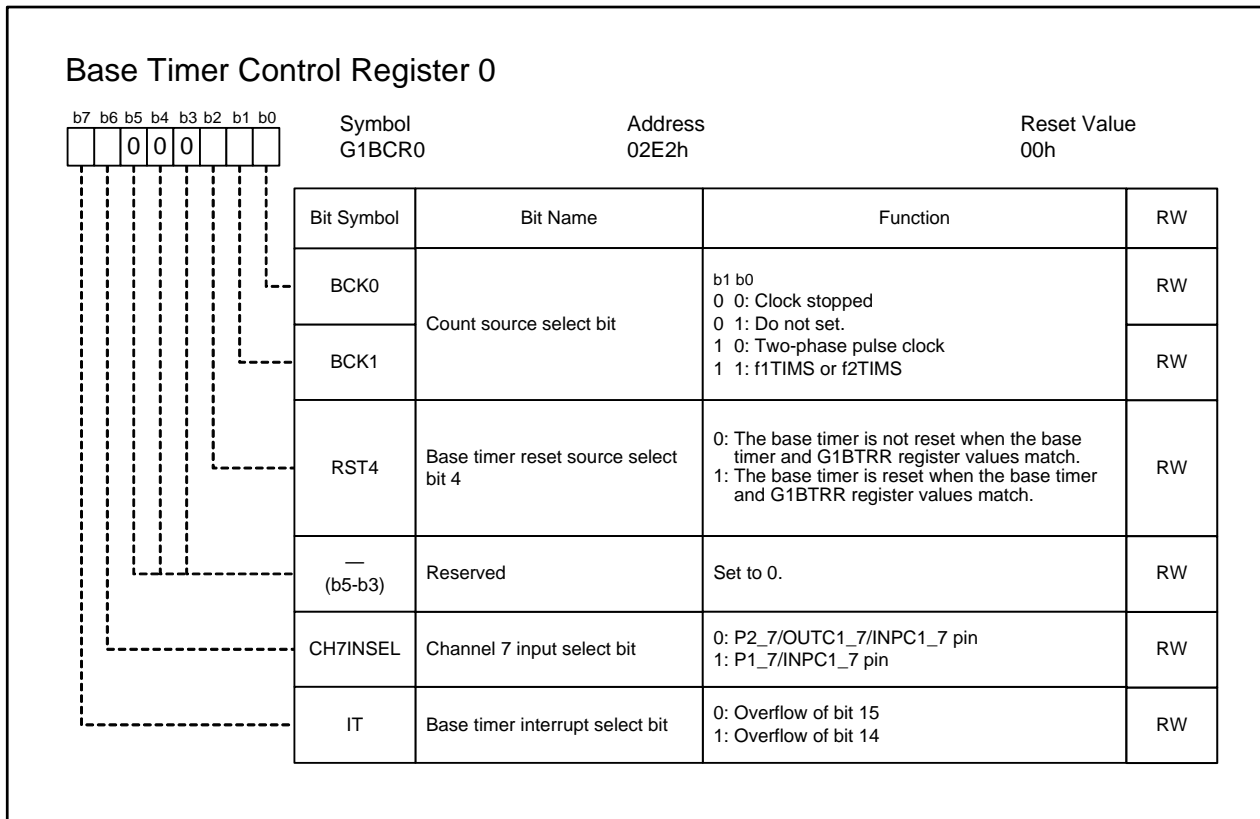 Base Timer Control Register 0
b7 b6 b5 b4 b3 b2 b1 b0
0 0 0
Symbol Address Reset Value
G1BCR0 02E2h 00h
Bit Symbol Bit Name Function RW
BCK0
BCK1
Count source select bit
b1 b0
0 0: Clock stopped
0 1: Do not set.
1 0: Two-phase pulse clock
1 1: f1TIMS or f2TIMS
RW
RW
RST4
Base timer reset source select
bit 4
0: The base timer is not reset when the base
timer and G1BTRR register values match.
1: The base timer is reset when the base timer
and G1BTRR register values match.
RW
—
(b5-b3)
Reserved
Set to 0.
RW
CH7INSEL
Channel 7 input select bit
0: P2_7/OUTC1_7/INPC1_7 pin
1: P1_7/INPC1_7 pin
RW
IT
Base timer interrupt select bit
0: Overflow of bit 15
1: Overflow of bit 14
RW